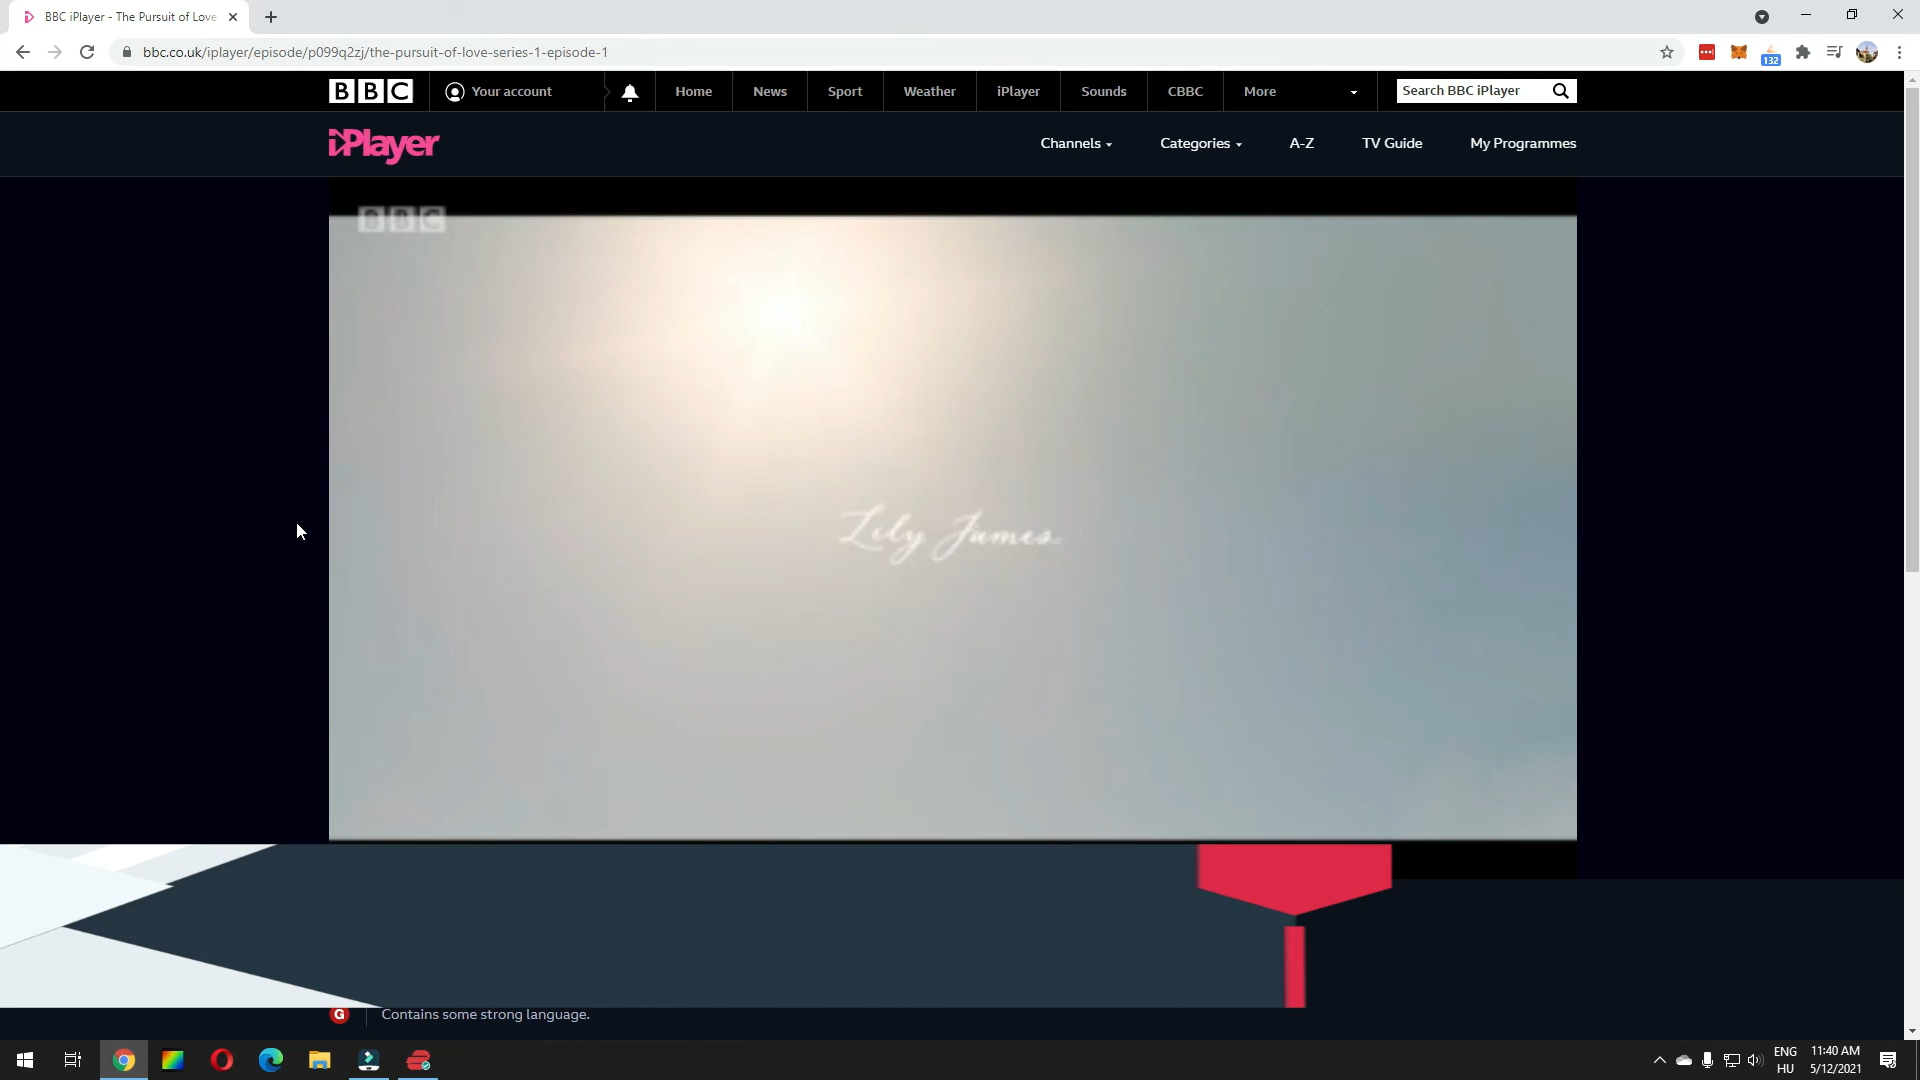 BBC iPlayer - The Pursuit of Love
bbc.co.uk/iplayer/episode/p099q2zj/the-pursuit-of-love-series-1-episode-1
132
BBC
Your account
Home
News
Sport
Weather
iPlayer
Sounds
CBBC
More
Search BBC iPlayer
iPlayer
Channels
Categories
A-Z
TV Guide
My Programmes
BBC
Lily James
G
Contains some strong language.
ENG
HU
11:40 AM
5/12/2021